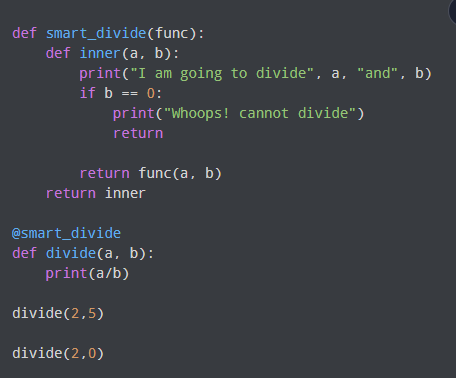 def smart_divide(func):
    def inner(a, b):
        print("I am going to divide", a, "and", b)
        if b == 0:
            print("Whoops! cannot divide")
            return

        return func(a, b)
    return inner

@smart_divide
def divide(a, b):
    print(a/b)

divide(2,5)

divide(2,0)